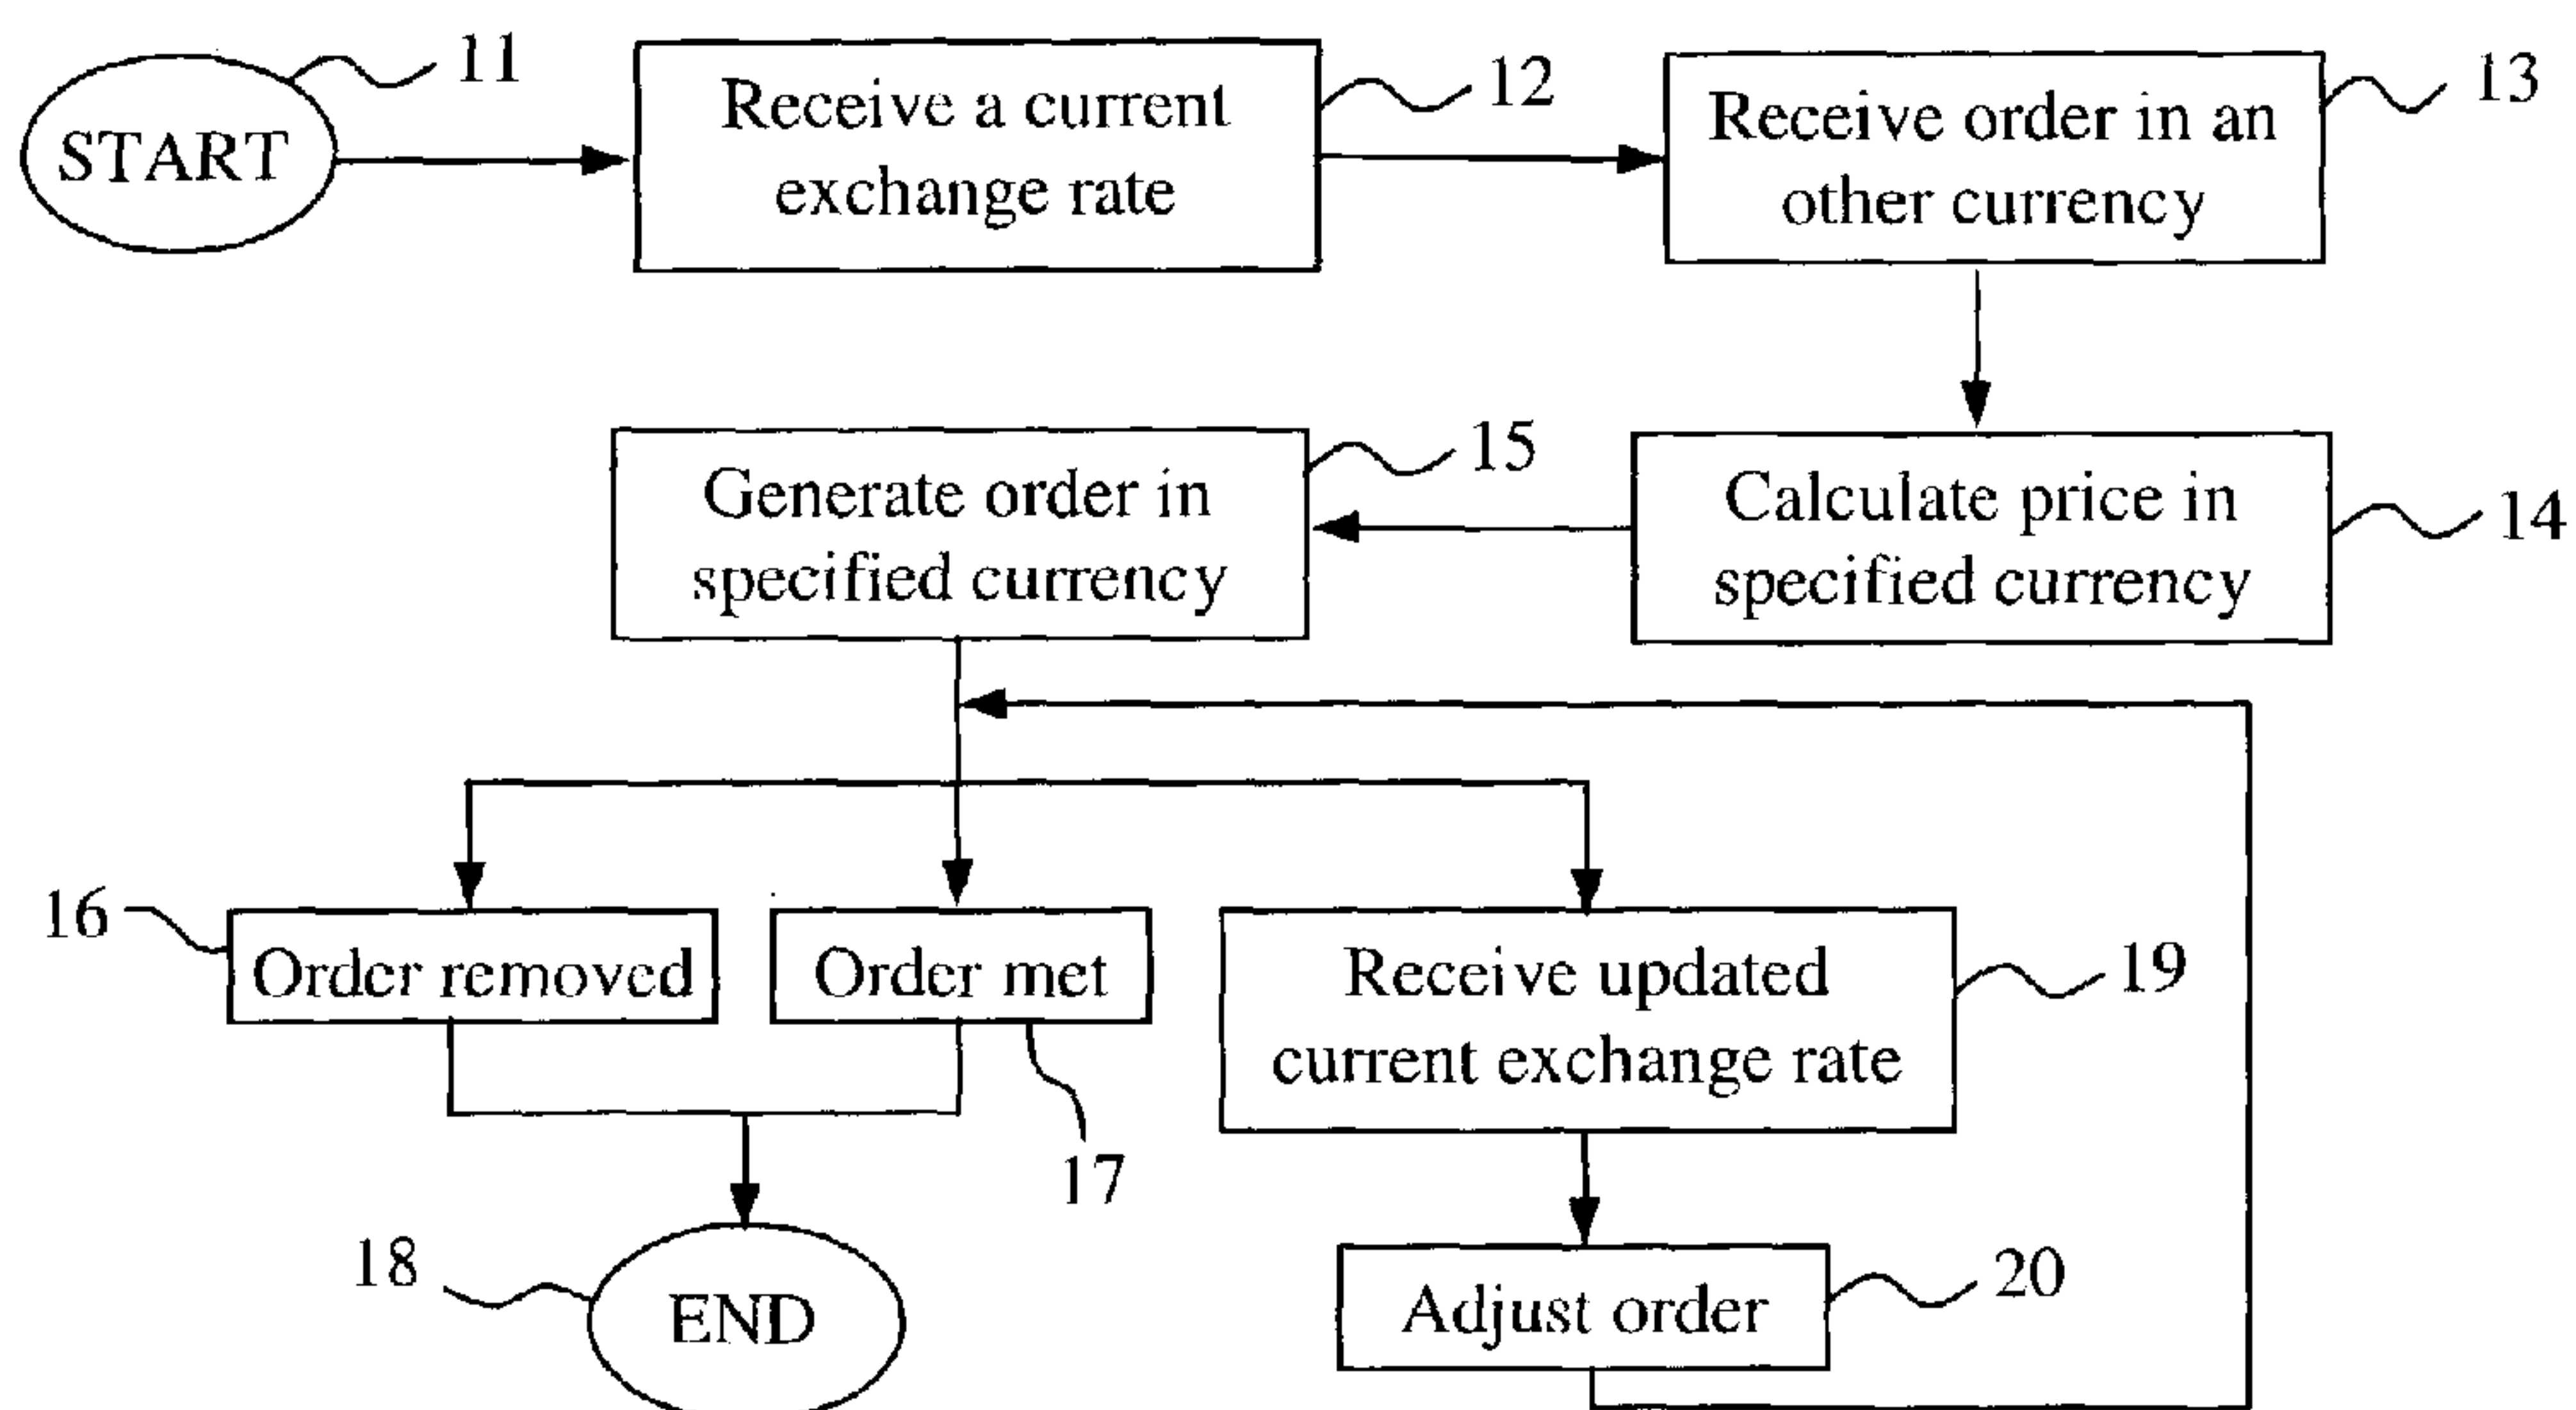 START
11
Receive a current
exchange rate
12
Receive order in an
other currency
13
Generate order in
specified currency
15
Calculate price in
specified currency
14
16
Order removed
Order met
17
Receive updated
current exchange rate
19
18
END
Adjust order
20